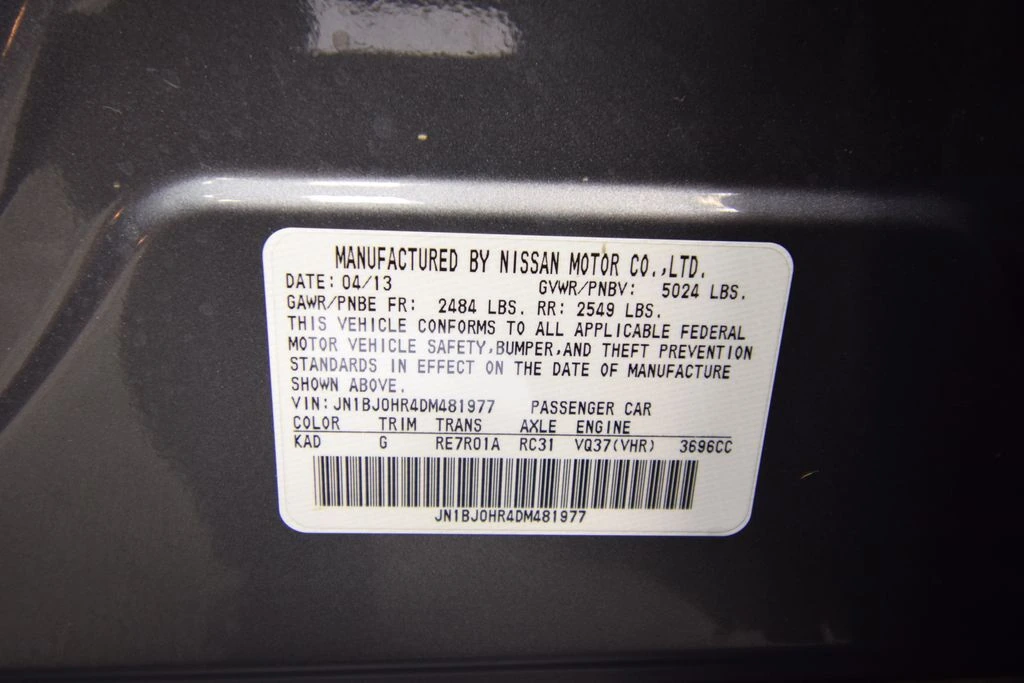 MANUFACTURED BY NISSAN MOTOR CO.,LTD.
DATE: 04/13 GVWR/PNBV: 5024 LBS.
GAWR/PNBE FR: 2484 LBS. RR: 2549 LBS.
THIS VEHICLE CONFORMS TO ALL APPLICABLE FEDERAL
MOTOR VEHICLE SAFETY,BUMPER,AND THEFT PREVENTION
STANDARDS IN EFFECT ON THE DATE OF MANUFACTURE
SHOWN ABOVE.
VIN: JN1BJ0HR4DM481977 PASSENGER CAR
COLOR TRIM TRANS AXLE ENGINE
KAD G RE7R01A RC31 VQ37(VHR) 3696CC
JN1BJ0HR4DM481977